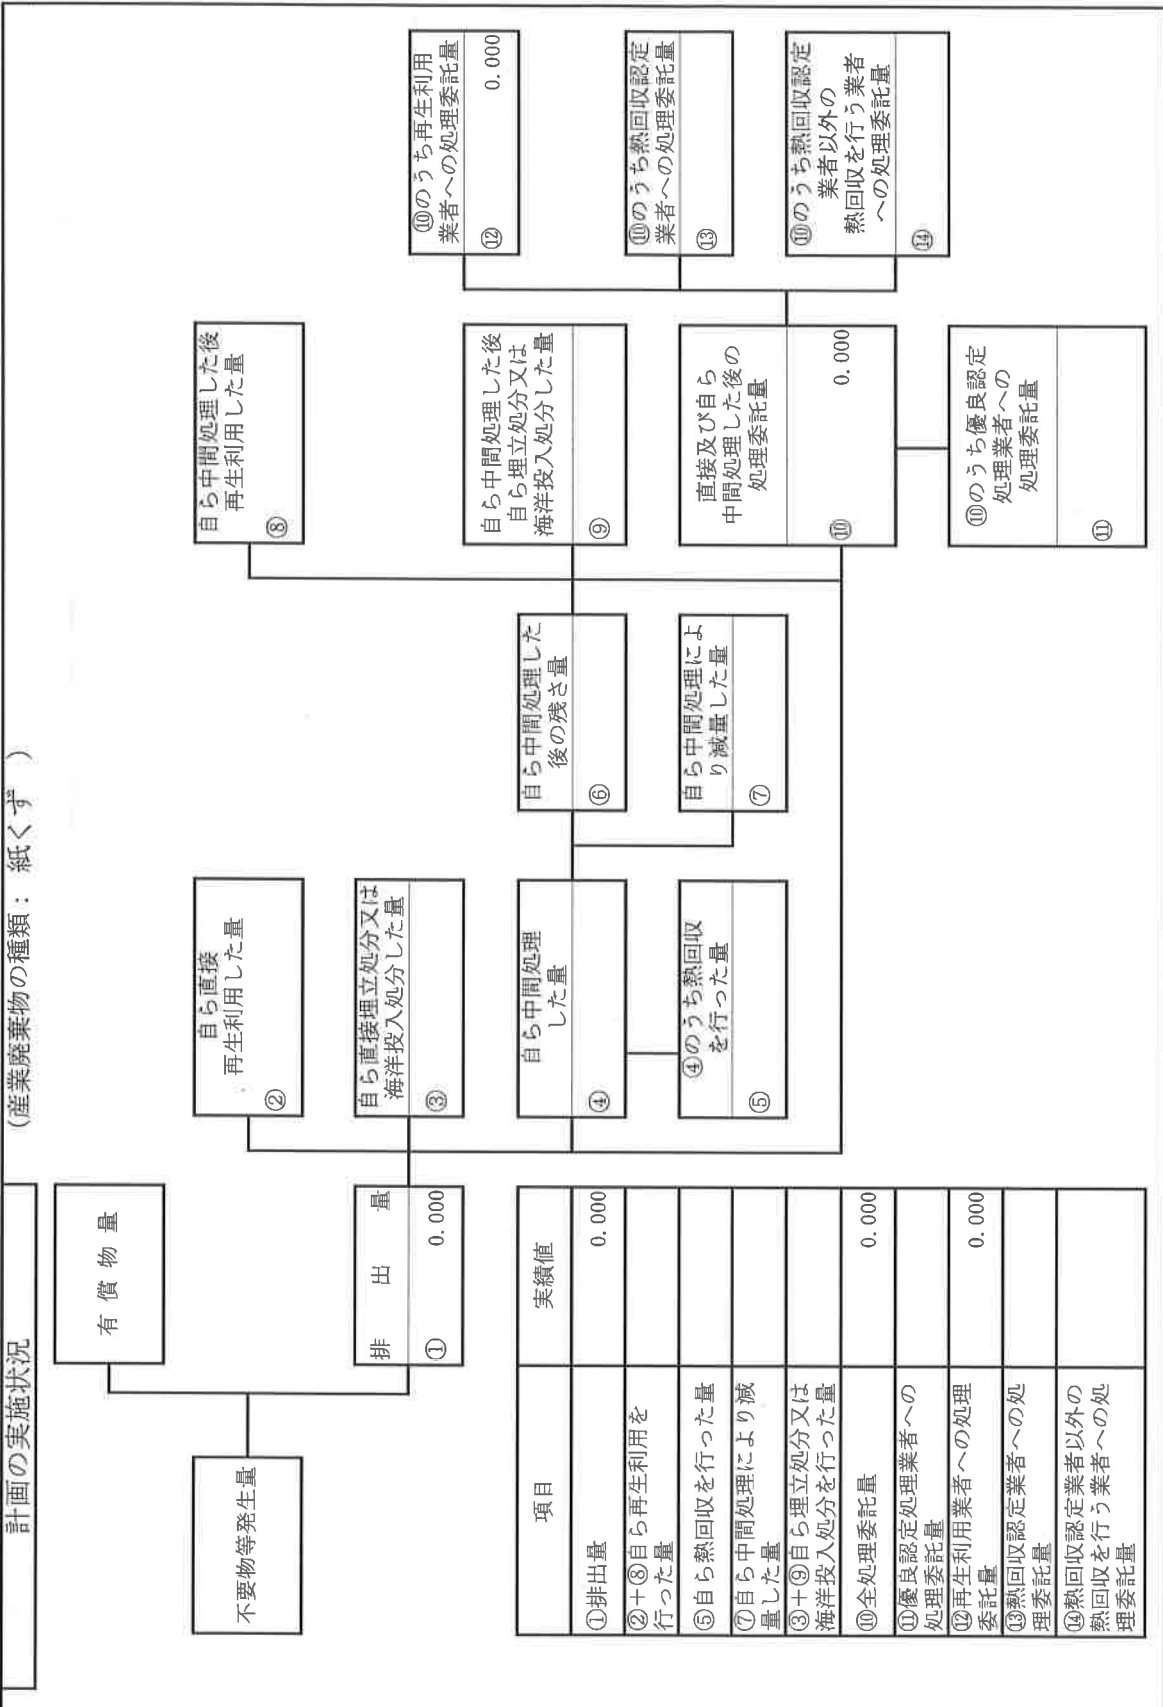 計画の実施状況
(産業廃棄物の種類： 紙くず )
不要物等発生量
有償物量
排出量
① 0.000
自ら直接
再生利用した量
②
自ら直接埋立処分又は
海洋投入処分した量
③
自ら中間処理
した量
④
④のうち熱回収
を行った量
⑤
自ら中間処理した
後の残さ量
⑥
自ら中間処理によ
り減量した量
⑦
自ら中間処理した後
再生利用した量
⑧
自ら中間処理した後
自ら埋立処分又は
海洋投入処分した量
⑨
直接及び自ら
中間処理した後の
処理委託量
⑩ 0.000
⑩のうち優良認定
処理業者への
処理委託量
⑪
⑩のうち再生利用
業者への処理委託量
⑫ 0.000
⑩のうち熱回収認定
業者への処理委託量
⑬
⑩のうち熱回収認定
業者以外の
熱回収を行う業者
への処理委託量
⑭
項目 実績値
①排出量 0.000
②＋⑧自ら再生利用を
行った量
⑤自ら熱回収を行った量
⑦自ら中間処理により減
量した量
③＋⑨自ら埋立処分又は
海洋投入処分を行った量
⑩全処理委託量 0.000
⑪優良認定処理業者への
処理委託量
⑫再生利用業者への処理
委託量 0.000
⑬熱回収認定業者への処
理委託量
⑭熱回収認定業者以外の
熱回収を行う業者への処
理委託量